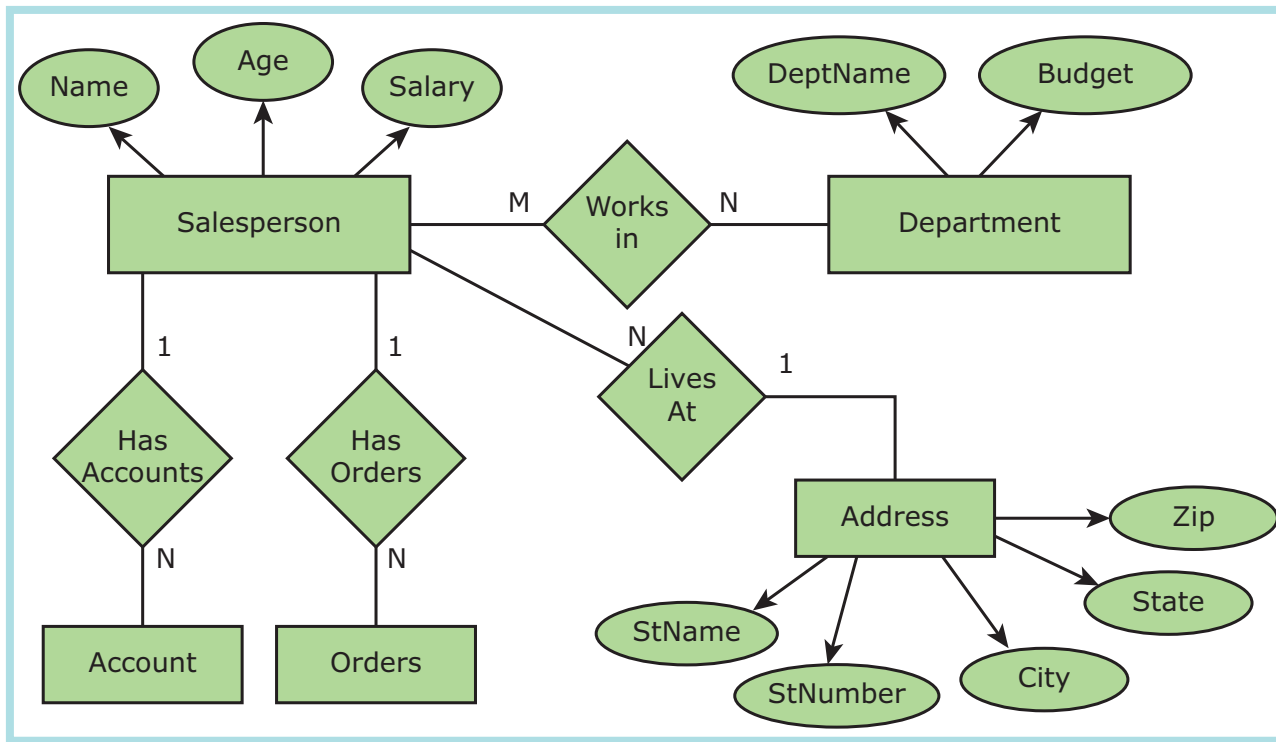 Name
Age
Salary
DeptName
Budget
Salesperson
M
Works
in
N
Department
1
1
N
Lives
At
1
Has
Accounts
Has
Orders
N
N
Address
Zip
State
StName
StNumber
City
Account
Orders